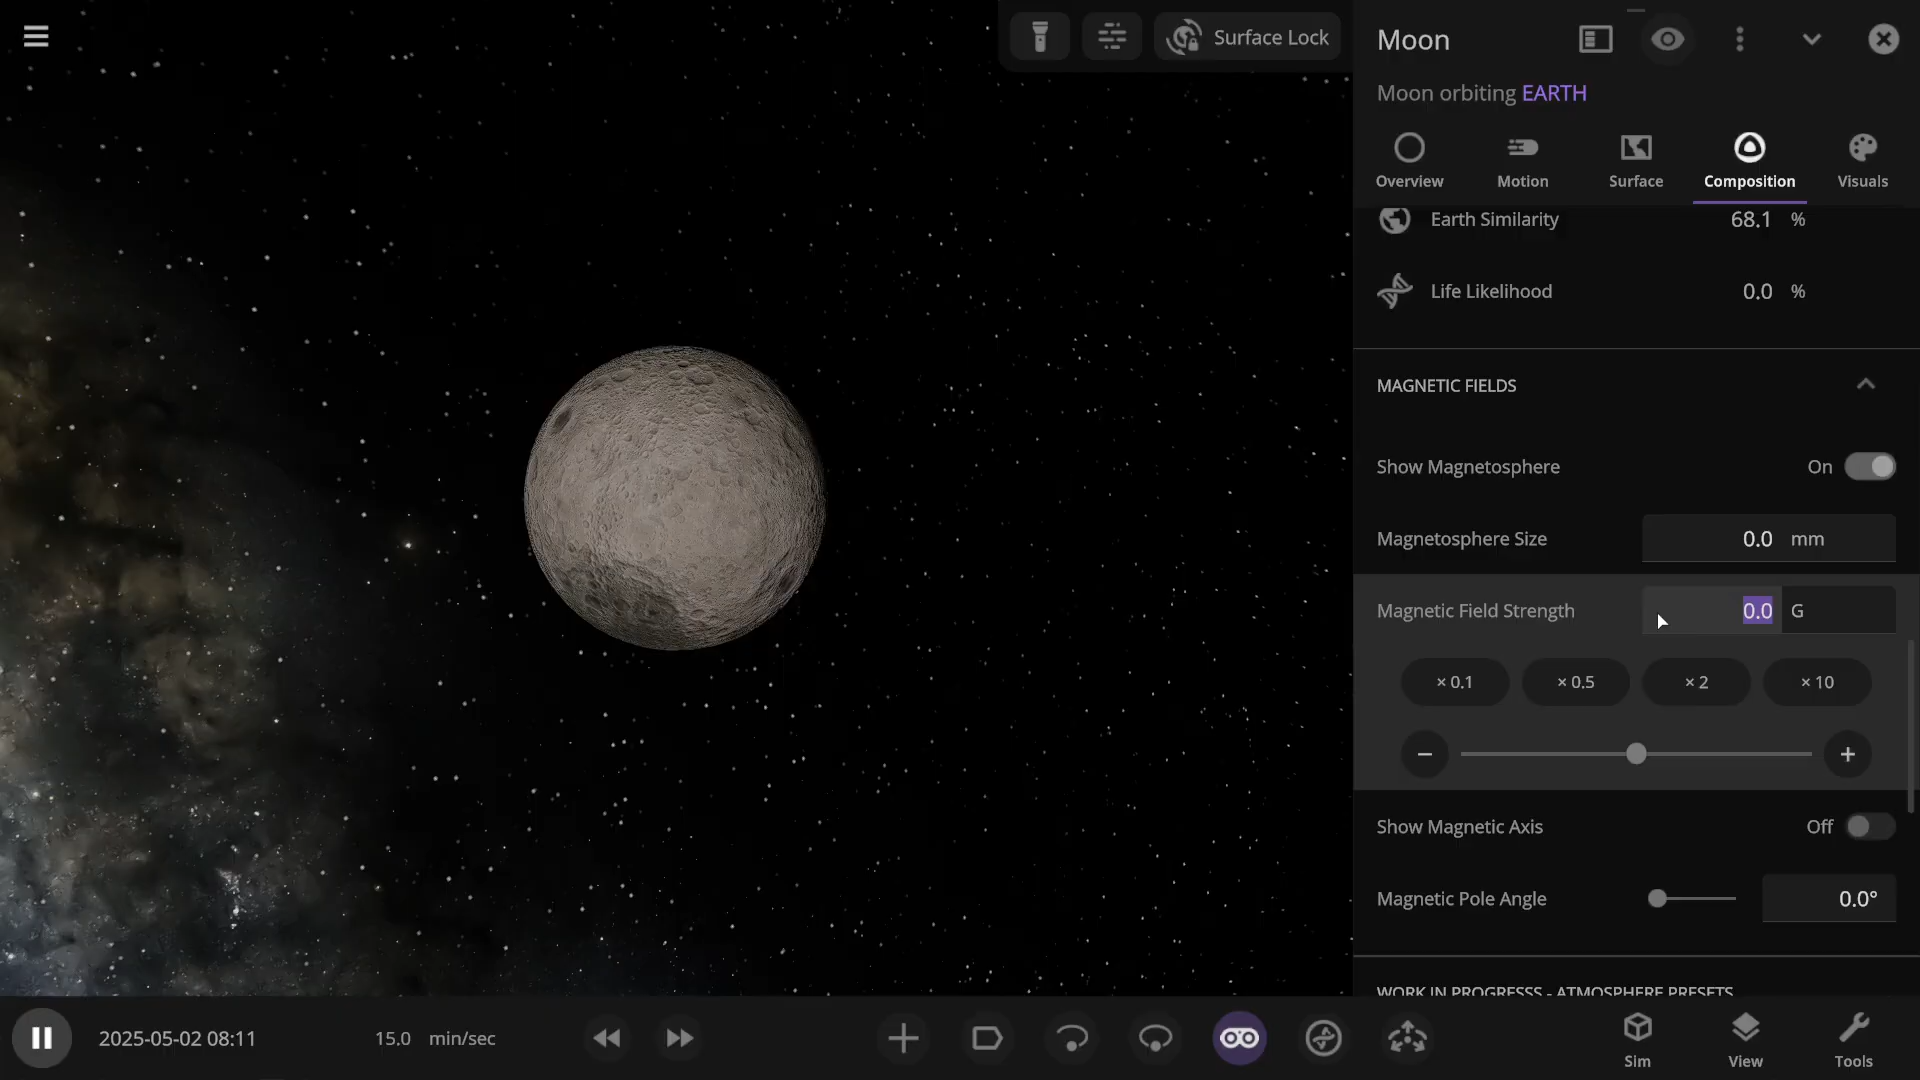 Surface Lock
Moon
Moon orbiting EARTH
Overview
Motion
Surface
Composition
Visuals
Earth Similarity 68.1 %
Life Likelihood 0.0 %
MAGNETIC FIELDS
Show Magnetosphere On
Magnetosphere Size 0.0 mm
Magnetic Field Strength 0.0 G
× 0.1
× 0.5
× 2
× 10
Show Magnetic Axis Off
Magnetic Pole Angle 0.0°
WORK IN PROGRESSS - ATMOSPHERE PRESETS
2025-05-02 08:11
15.0 min/sec
Sim
View
Tools